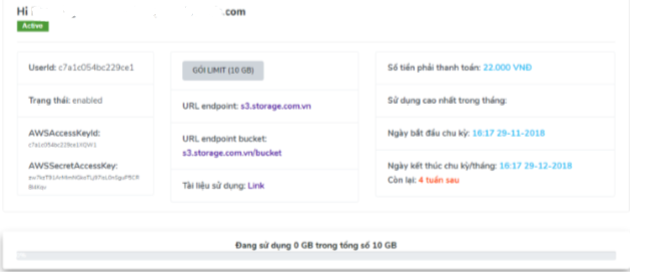 Hi .com
Active
UserId: c7a1c054bc229ce1
Trạng thái: enabled
AWSAccessKeyId:
AWSSecretAccessKey:
GÓI LIMIT (10 GB)
URL endpoint: s3.storage.com.vn
URL endpoint bucket:
s3.storage.com.vn/bucket
Tài liệu sử dụng: Link
Số tiền phải thanh toán: 22.000 VNĐ
Sử dụng cao nhất trong tháng:
Ngày bắt đầu chu kỳ: 16:17 29-11-2018
Ngày kết thúc chu kỳ/tháng: 16:17 29-12-2018
Còn lại: 4 tuần sau
Đang sử dụng 0 GB trong tổng số 10 GB